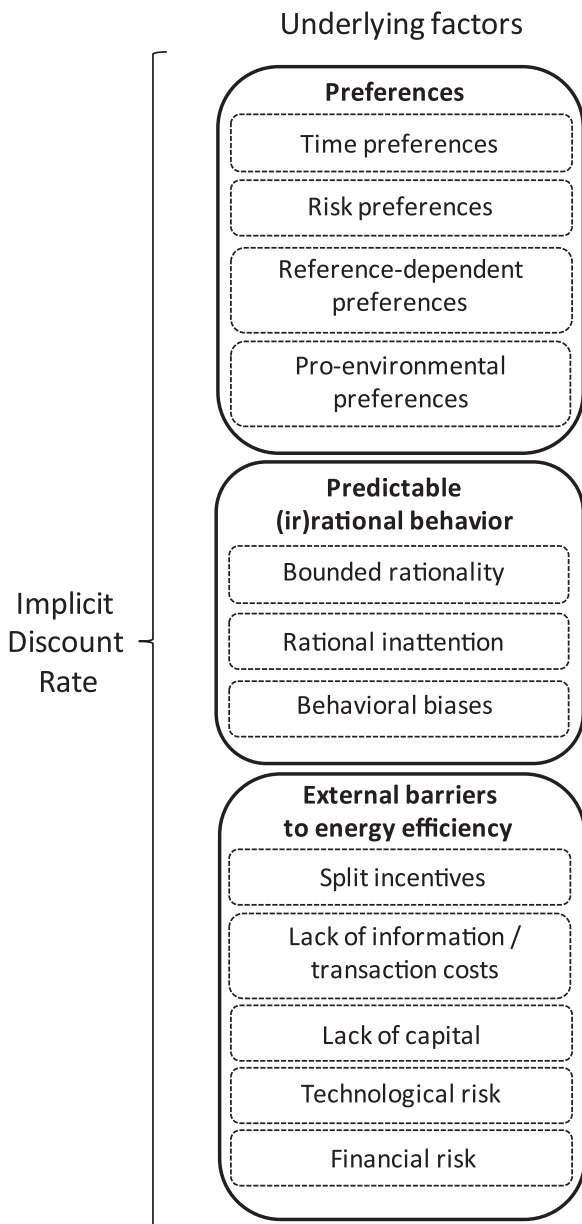 Underlying factors
Preferences
Time preferences
Risk preferences
Reference-dependent
preferences
Pro-environmental
preferences
Predictable
(ir)rational behavior
Bounded rationality
Rational inattention
Behavioral biases
Implicit
Discount
Rate
External barriers
to energy efficiency
Split incentives
Lack of information /
transaction costs
Lack of capital
Technological risk
Financial risk